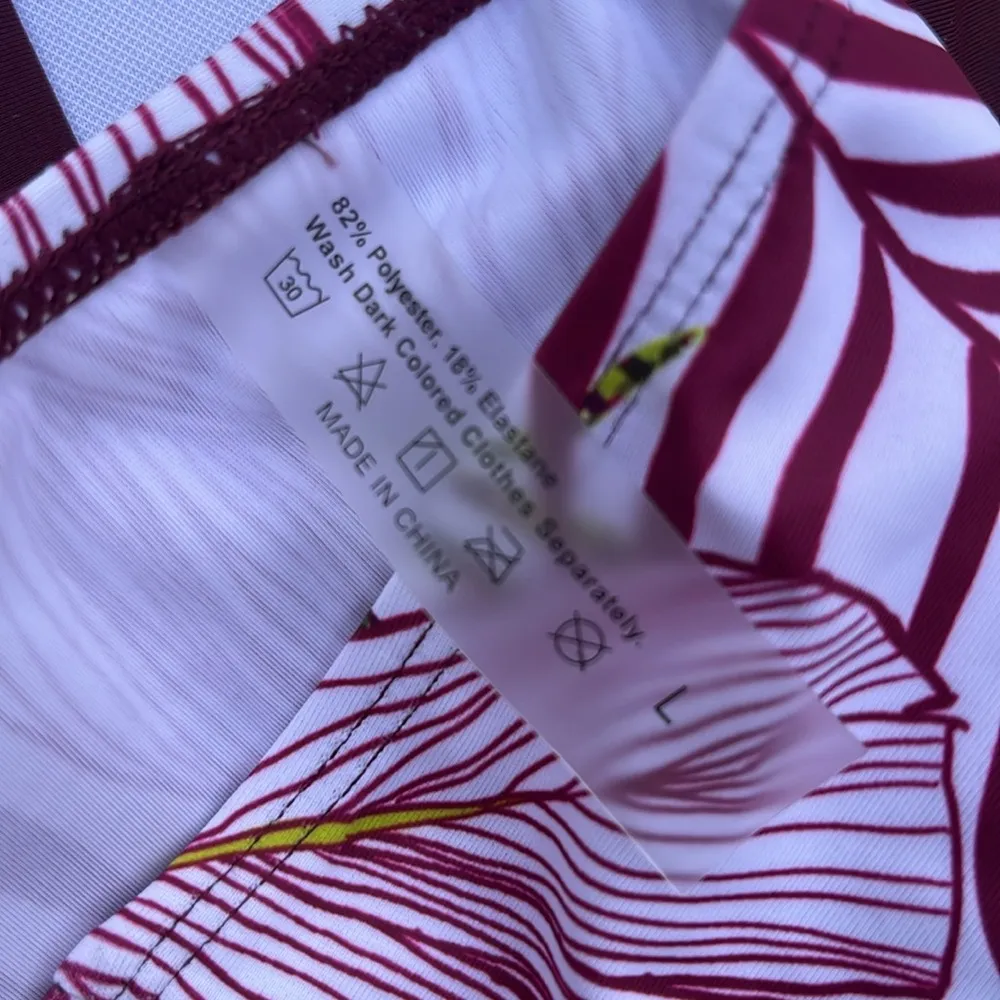 82% Polyester, 18% Elastane
Wash Dark Colored Clothes Separately.
30
MADE IN CHINA
L